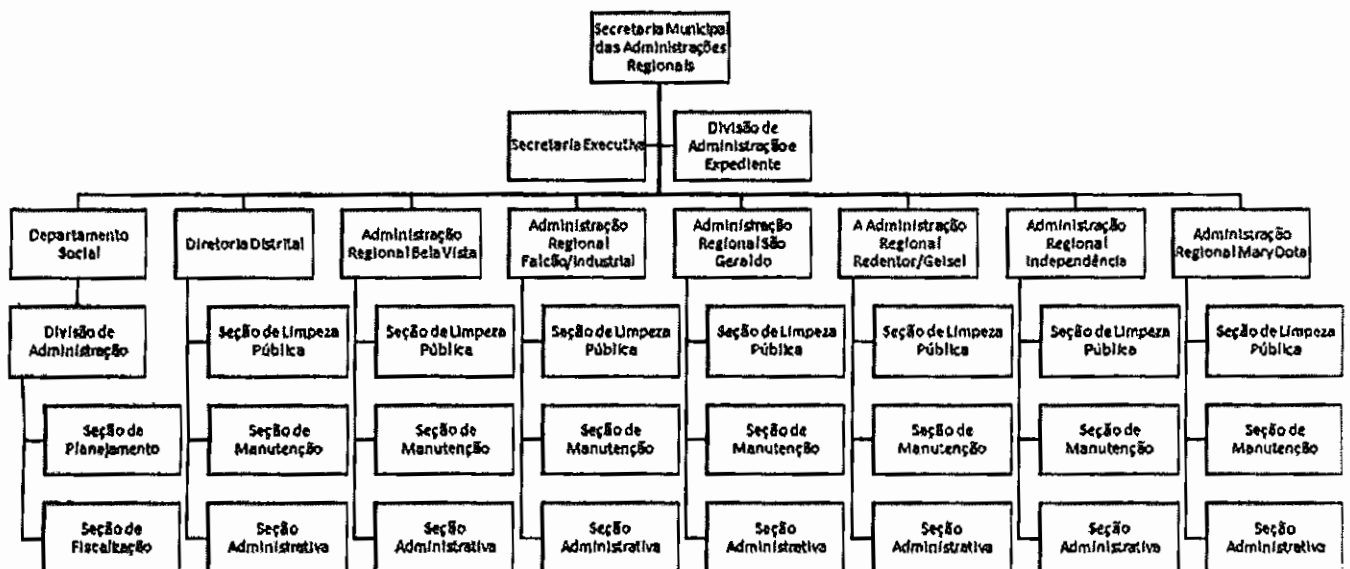 Secretaria Municipal
das Administrações
Regionais
Secretaria Executiva
Divisão de
Administração e
Expediente
Departamento
Social
Diretoria Distrital
Administração
Regional Bela Vista
Administração
Regional
Falcão/Industrial
Administração
Regional São
Geraldo
A Administração
Regional
Redentor/Geisel
Administração
Regional
Independência
Administração
Regional Mary Dota
Divisão de
Administração
Seção de Limpeza
Pública
Seção de Limpeza
Pública
Seção de Limpeza
Pública
Seção de Limpeza
Pública
Seção de Limpeza
Pública
Seção de Limpeza
Pública
Seção de Limpeza
Pública
Seção de
Planejamento
Seção de
Manutenção
Seção de
Manutenção
Seção de
Manutenção
Seção de
Manutenção
Seção de
Manutenção
Seção de
Manutenção
Seção de
Manutenção
Seção de
Fiscalização
Seção
Administrativa
Seção
Administrativa
Seção
Administrativa
Seção
Administrativa
Seção
Administrativa
Seção
Administrativa
Seção
Administrativa